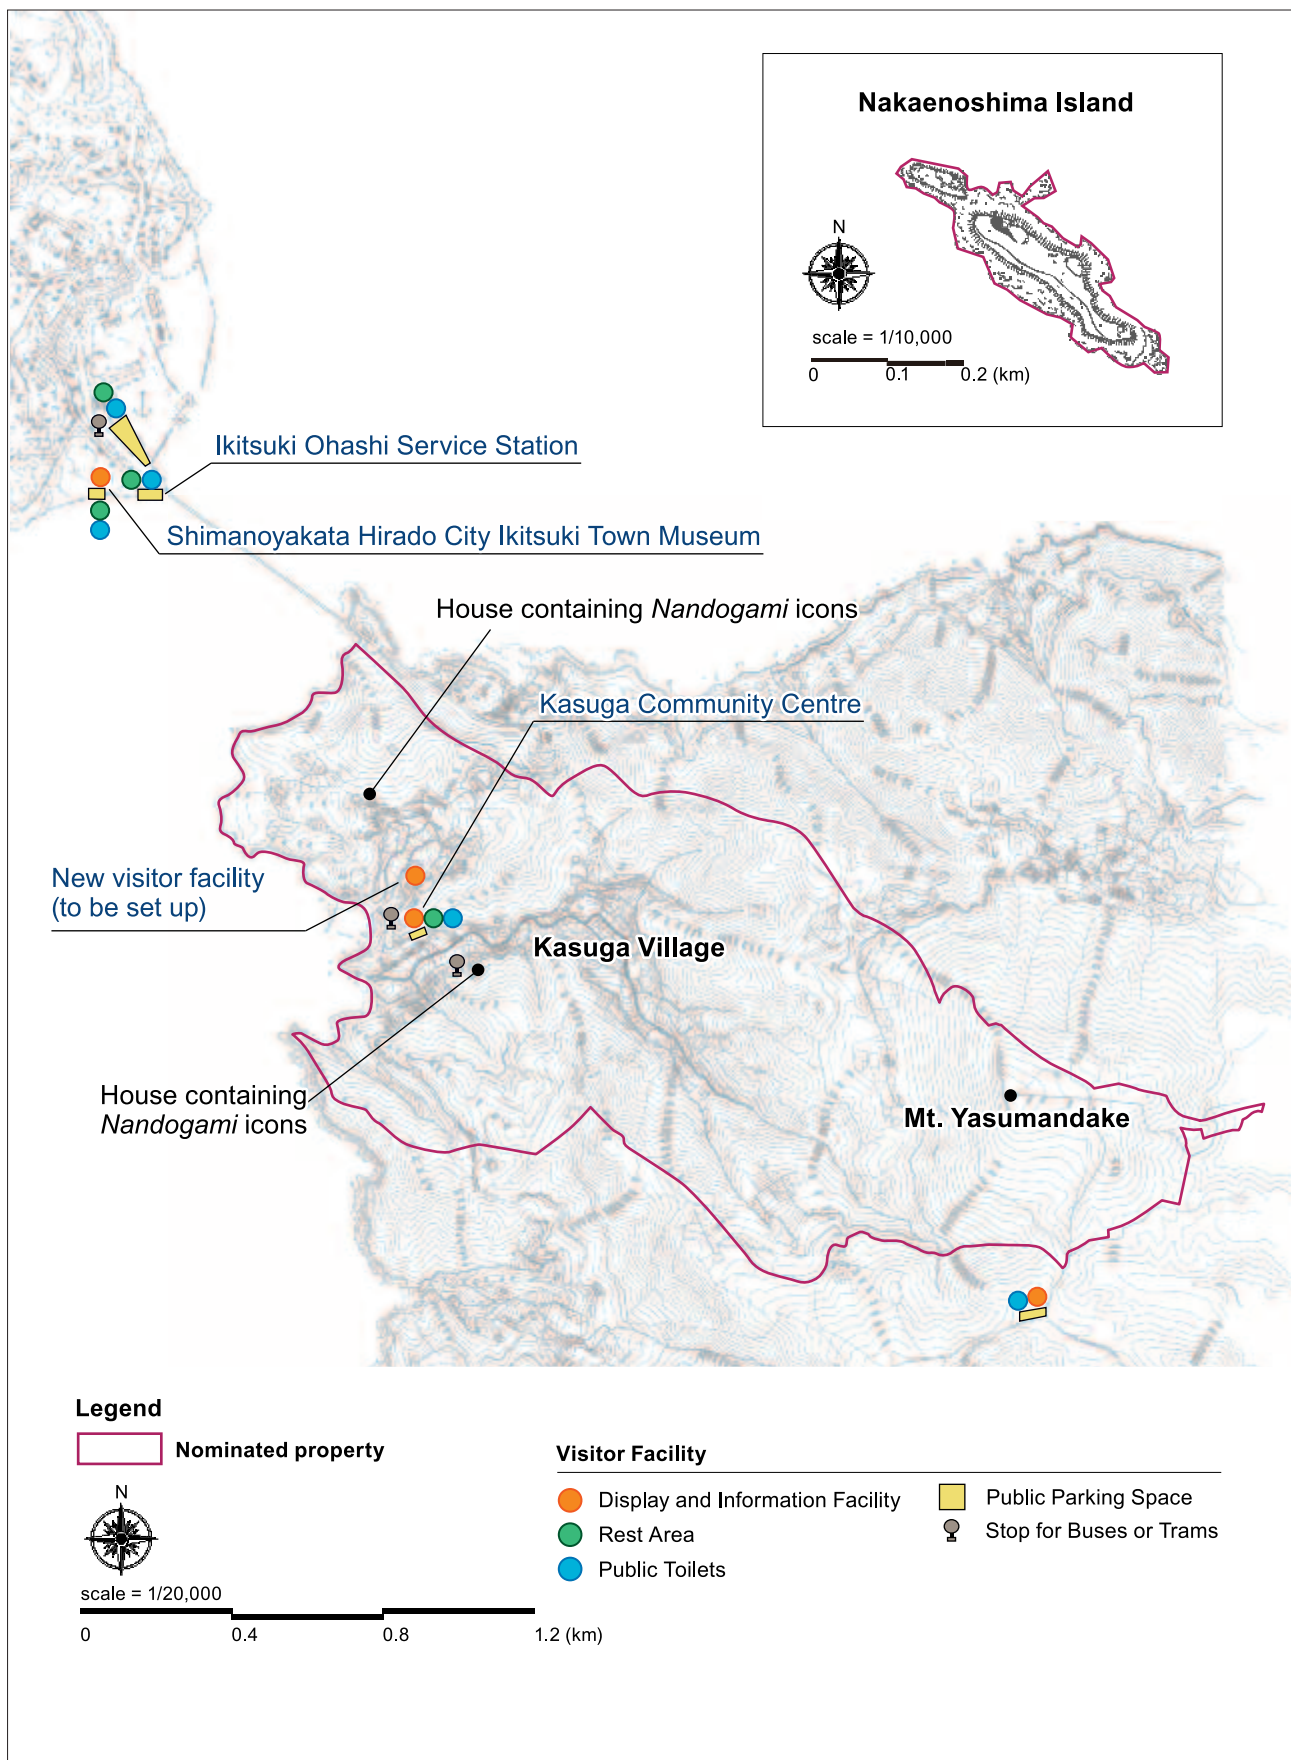 Nakaenoshima Island
N
scale = 1/10,000
0 0.1 0.2 (km)
Ikitsuki Ohashi Service Station
Shimanoyakata Hirado City Ikitsuki Town Museum
House containing Nandogami icons
Kasuga Community Centre
New visitor facility
(to be set up)
Kasuga Village
House containing
Nandogami icons
Mt. Yasumandake
Legend
Nominated property
N
scale = 1/20,000
0 0.4 0.8 1.2 (km)
Visitor Facility
Display and Information Facility
Rest Area
Public Toilets
Public Parking Space
Stop for Buses or Trams